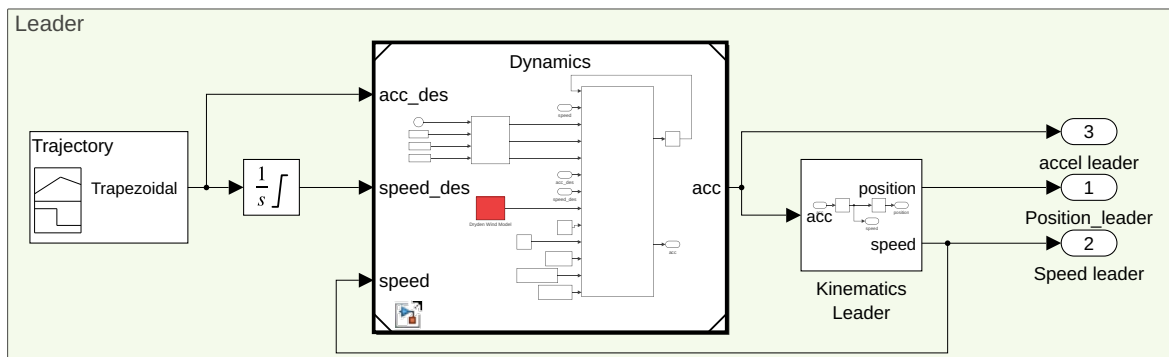 Leader
Dynamics
acc_des
speed_des
speed
acc
speed
acc_des
speed_des
Dryden Wind Model
acc
Trajectory
Trapezoidal
1
s
position
acc
speed
position
speed
Kinematics
Leader
3
accel leader
1
Position_leader
2
Speed leader